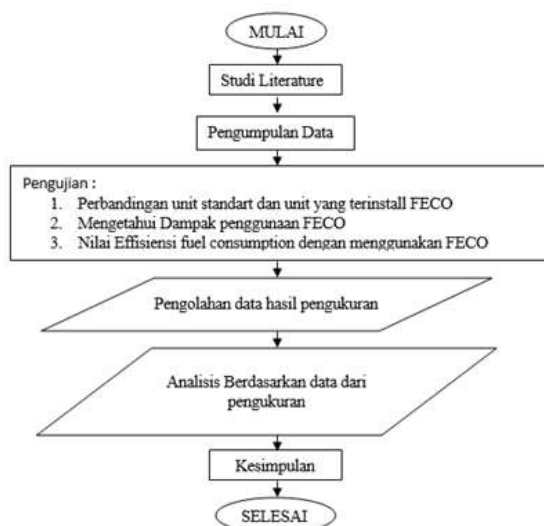 MULAI
Studi Literature
Pengumpulan Data
Pengujian :
1. Perbandingan unit standart dan unit yang terinstall FECO
2. Mengetahui Dampak penggunaan FECO
3. Nilai Effisiensi fuel consumption dengan menggunakan FECO
Pengolahan data hasil pengukuran
Analisis Berdasarkan data dari
pengukuran
Kesimpulan
SELESAI